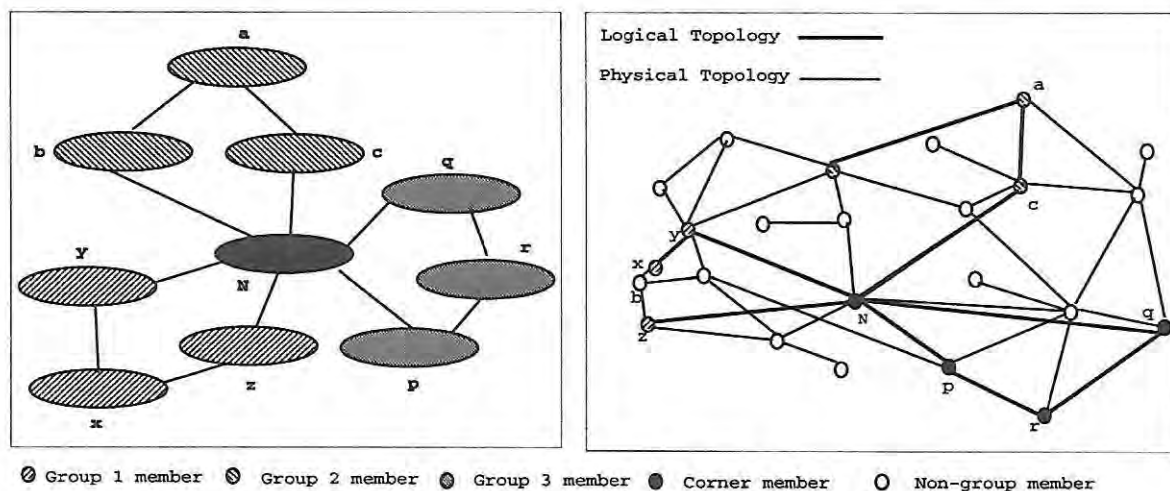 a
b
c
q
y
r
N
z
p
x
Logical Topology
Physical Topology
a
c
y
x
b
N
q
z
p
r
Group 1 member
Group 2 member
Group 3 member
Corner member
Non-group member